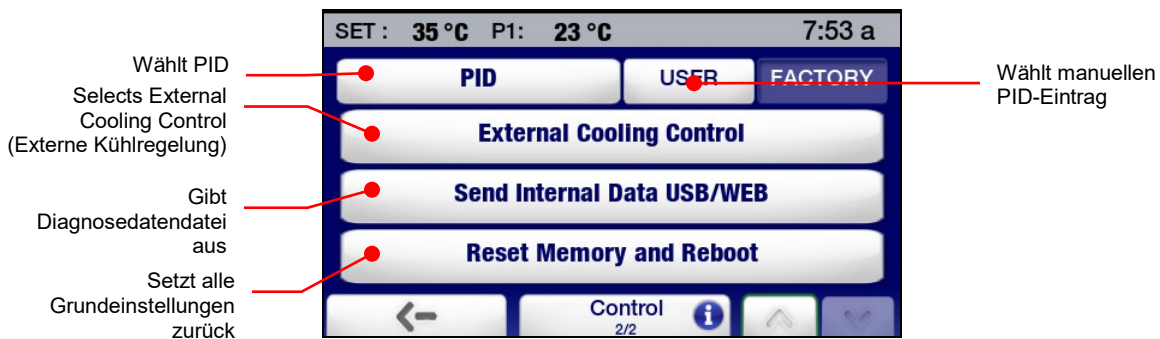 SET : 35 °C P1: 23 °C 7:53 a
Wählt PID
Selects External
Cooling Control
(Externe Kühlregelung)
Gibt
Diagnosedatendatei
aus
Setzt alle
Grundeinstellungen
zurück
PID USER FACTORY
External Cooling Control
Send Internal Data USB/WEB
Reset Memory and Reboot
Control
2/2
i
Wählt manuellen
PID-Eintrag